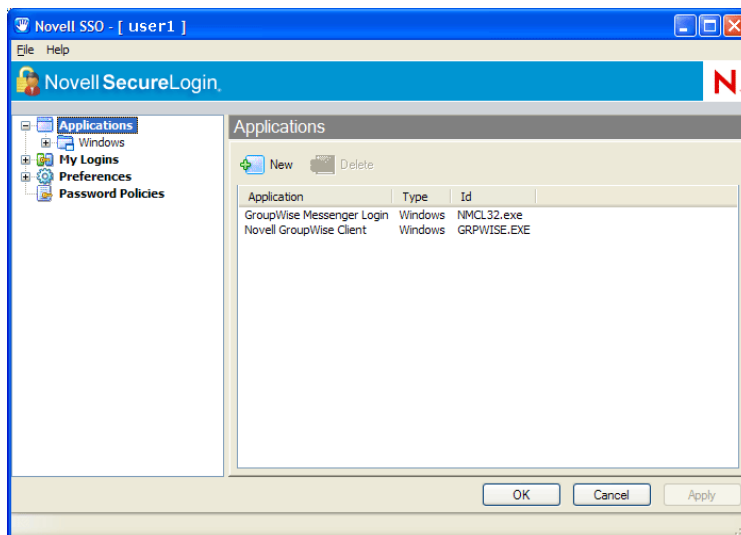 Novell SSO - [ user1 ]
File Help
Novell SecureLogin.
N
Applications
Windows
My Logins
Preferences
Password Policies
Applications
New Delete
Application Type Id
GroupWise Messenger Login Windows NMCL32.exe
Novell GroupWise Client Windows GRPWISE.EXE
OK Cancel Apply